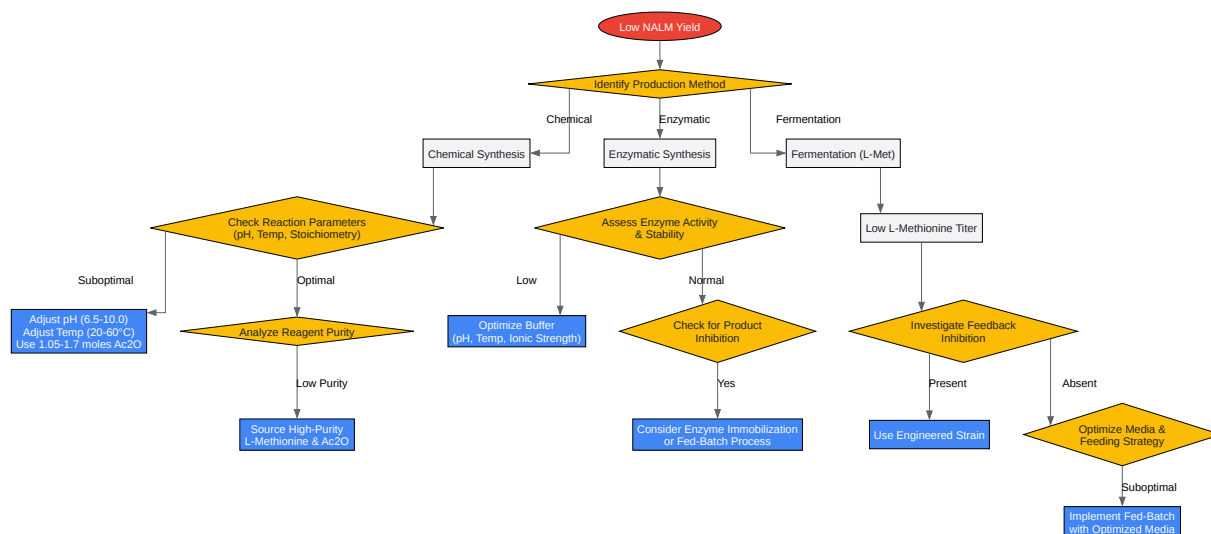 Low NALM Yield
Identify Production Method
Chemical
Enzymatic
Fermentation
Chemical Synthesis
Enzymatic Synthesis
Fermentation (L-Met)
Check Reaction Parameters
(pH, Temp, Stoichiometry)
Assess Enzyme Activity
& Stability
Low L-Methionine Titer
Suboptimal
Optimal
Low
Normal
Adjust pH (6.5-10.0)
Adjust Temp (20-60°C)
Use 1.05-1.7 moles Ac2O
Analyze Reagent Purity
Optimize Buffer
(pH, Temp, Ionic Strength)
Check for Product
Inhibition
Investigate Feedback
Inhibition
Low Purity
Yes
Present
Absent
Source High-Purity
L-Methionine & Ac2O
Consider Enzyme Immobilization
or Fed-Batch Process
Use Engineered Strain
Optimize Media &
Feeding Strategy
Suboptimal
Implement Fed-Batch
with Optimized Media